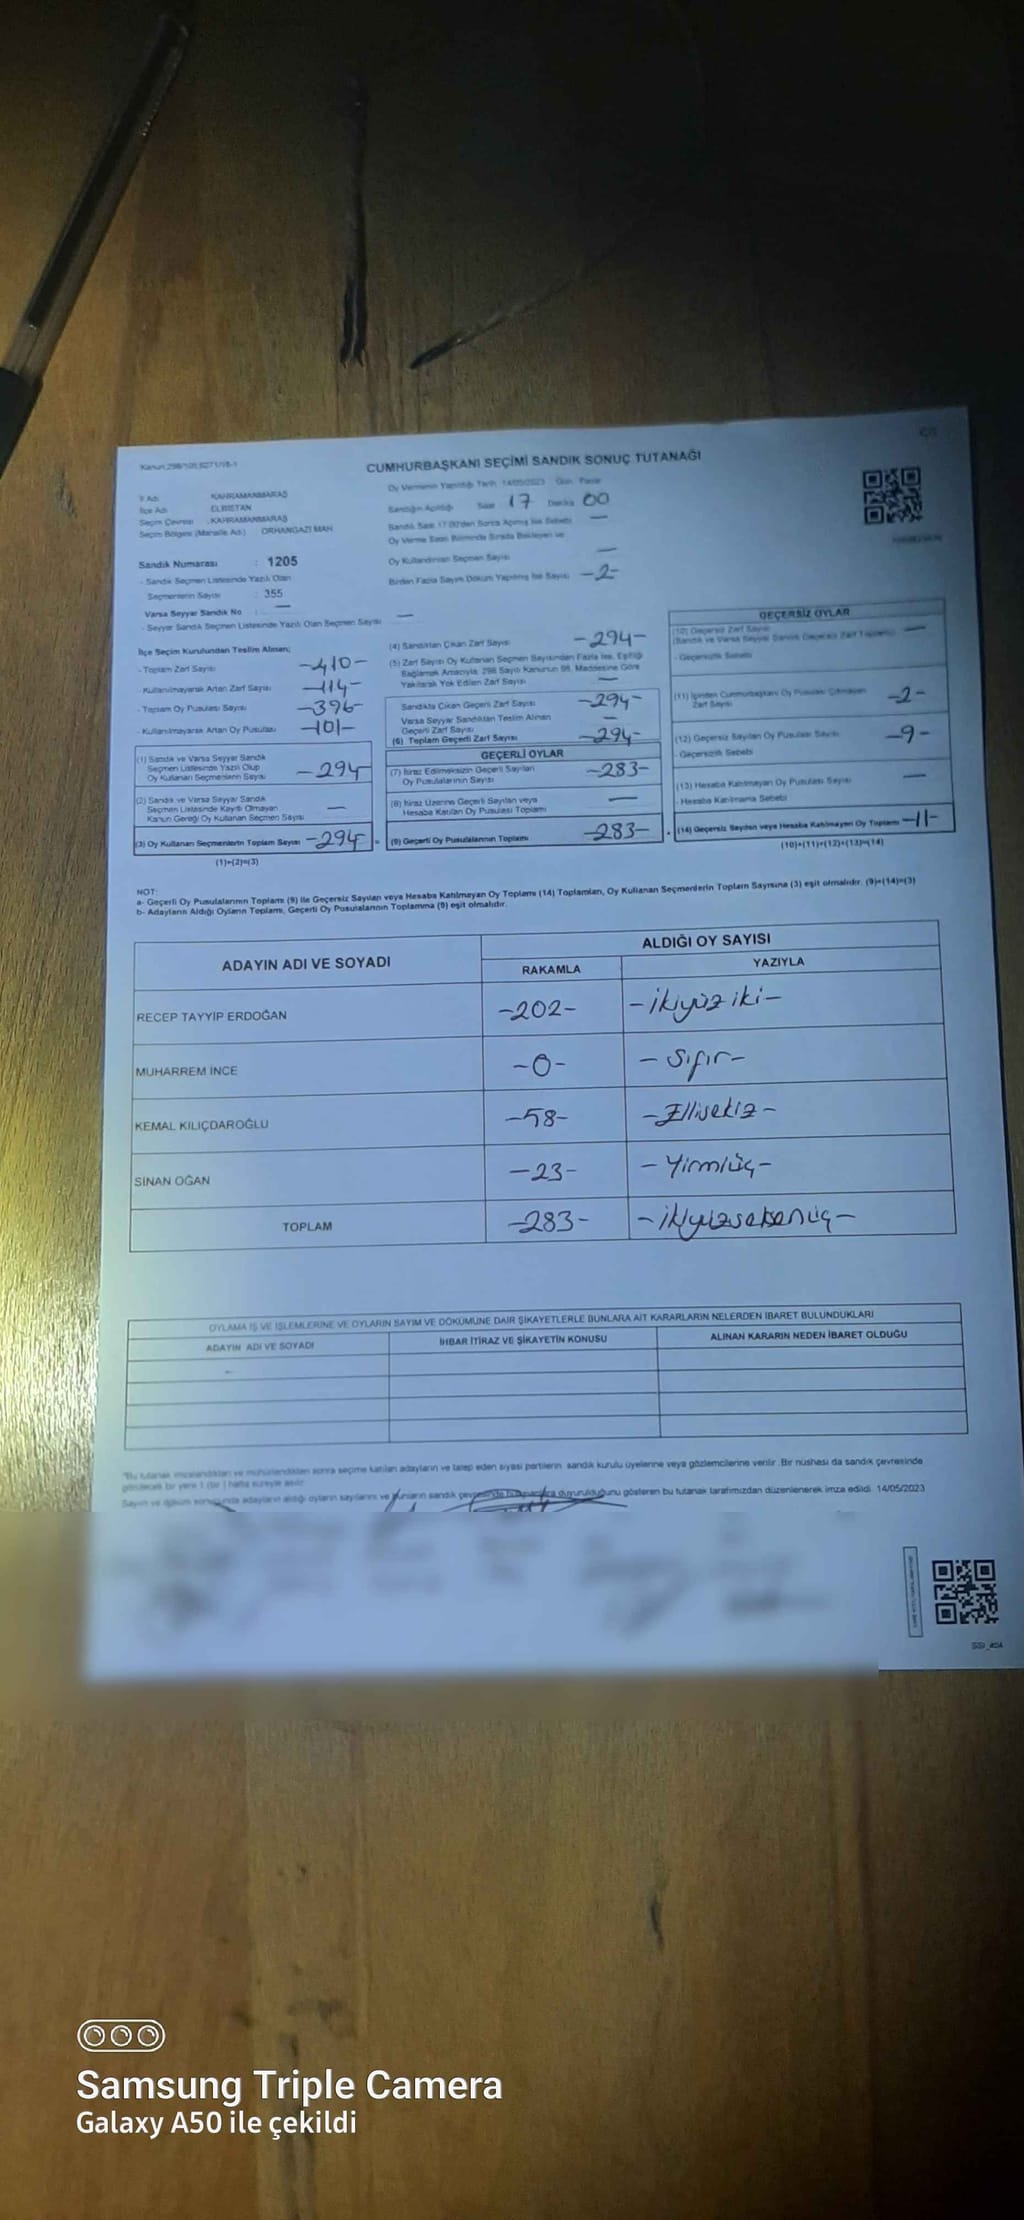 Kanun:298/105,6271/15-1
CUMHURBAŞKANI SEÇİMİ SANDIK SONUÇ TUTANAĞI
İl Adı KAHRAMANMARAŞ
İlçe Adı ELBİSTAN
Seçim Çevresi : KAHRAMANMARAŞ
Seçim Bölgesi (Mahalle Adı) ORHANGAZİ MAH
Sandık Numarası : 1205
- Sandık Seçmen Listesinde Yazılı Olan
Seçmenlerin Sayısı : 355
Varsa Seyyar Sandık No : —
- Seyyar Sandık Seçmen Listesinde Yazılı Olan Seçmen Sayısı —
Oy Vermenin Yapıldığı Tarih 14/05/2023 Gün Pazar
Sandığın Açıldığı Saat 17 Dakika 00
Sandık Saat 17:00'den Sonra Açılmış İse Sebebi —
Oy Verme Saati Bitiminde Sırada Bekleyen ve
Oy Kullandırılan Seçmen Sayısı —
Birden Fazla Sayım Döküm Yapılmış İse Sayısı -2-
İlçe Seçim Kurulundan Teslim Alınan;
- Toplam Zarf Sayısı -410-
- Kullanılmayarak Artan Zarf Sayısı -114-
- Toplam Oy Pusulası Sayısı -396-
- Kullanılmayarak Artan Oy Pusulası -101-
(1) Sandık ve Varsa Seyyar Sandık
Seçmen Listesinde Yazılı Olup
Oy Kullanan Seçmenlerin Sayısı -294-
(2) Sandık ve Varsa Seyyar Sandık
Seçmen Listesinde Kayıtlı Olmayan
Kanun Gereği Oy Kullanan Seçmen Sayısı —
(3) Oy Kullanan Seçmenlerin Toplam Sayısı -294- =
(1)+(2)=(3)
(4) Sandıktan Çıkan Zarf Sayısı -294-
(5) Zarf Sayısı Oy Kullanan Seçmen Sayısından Fazla İse, Eşitliği
Sağlamak Amacıyla, 298 Sayılı Kanunun 98. Maddesine Göre
Yakılarak Yok Edilen Zarf Sayısı —
Sandıkta Çıkan Geçerli Zarf Sayısı -294-
Varsa Seyyar Sandıktan Teslim Alınan
Geçerli Zarf Sayısı —
(6) Toplam Geçerli Zarf Sayısı -294-
GEÇERLİ OYLAR
(7) İtiraz Edilmeksizin Geçerli Sayılan
Oy Pusulalarının Sayısı -283-
(8) İtiraz Üzerine Geçerli Sayılan veya
Hesaba Katılan Oy Pusulası Toplamı —
(9) Geçerli Oy Pusulalarının Toplamı -283- +
GEÇERSİZ OYLAR
(10) Geçersiz Zarf Sayısı
(Sandık ve Varsa Seyyar Sandık Geçersiz Zarf Toplamı) —
- Geçersizlik Sebebi
(11) İçinden Cumhurbaşkanı Oy Pusulası Çıkmayan
Zarf Sayısı -2-
(12) Geçersiz Sayılan Oy Pusulası Sayısı -9-
- Geçersizlik Sebebi
(13) Hesaba Katılmayan Oy Pusulası Sayısı —
- Hesaba Katılmama Sebebi
(14) Geçersiz Sayılan veya Hesaba Katılmayan Oy Toplamı -11-
(10)+(11)+(12)+(13)=(14)
NOT:
a- Geçerli Oy Pusulalarının Toplamı (9) ile Geçersiz Sayılan veya Hesaba Katılmayan Oy Toplamı (14) Toplamları, Oy Kullanan Seçmenlerin Toplam Sayısına (3) eşit olmalıdır. (9)+(14)=(3)
b- Adayların Aldığı Oyların Toplamı, Geçerli Oy Pusulalarının Toplamına (9) eşit olmalıdır.
ADAYIN ADI VE SOYADI
ALDIĞI OY SAYISI
RAKAMLA YAZIYLA
RECEP TAYYİP ERDOĞAN -202- -ikiyüz iki-
MUHARREM İNCE -0- -Sıfır-
KEMAL KILIÇDAROĞLU -58- -Ellisekiz-
SİNAN OĞAN -23- -Yirmiüç-
TOPLAM -283- -ikiyüzseksenüç-
OYLAMA İŞ VE İŞLEMLERİNE VE OYLARIN SAYIM VE DÖKÜMÜNE DAİR ŞİKAYETLERLE BUNLARA AİT KARARLARIN NELERDEN İBARET BULUNDUKLARI
ADAYIN ADI VE SOYADI İHBAR İTİRAZ VE ŞİKAYETİN KONUSU ALINAN KARARIN NEDEN İBARET OLDUĞU
"Bu tutanak imzalandıktan ve mühürlendikten sonra seçime katılan adayların ve talep eden siyasi partilerin sandık kurulu üyelerine veya gözlemcilerine verilir. Bir nüshası da sandık çevresinde
görülecek bir yere 1 (bir ) hafta süreyle asılır.
Sayım ve döküm sonucunda adayların aldığı oyların sayılarını ve bunların sandık çevresinde bulunanlara duyurulduğunu gösteren bu tutanak tarafımızdan düzenlenerek imza edildi. 14/05/2023
Samsung Triple Camera
Galaxy A50 ile çekildi